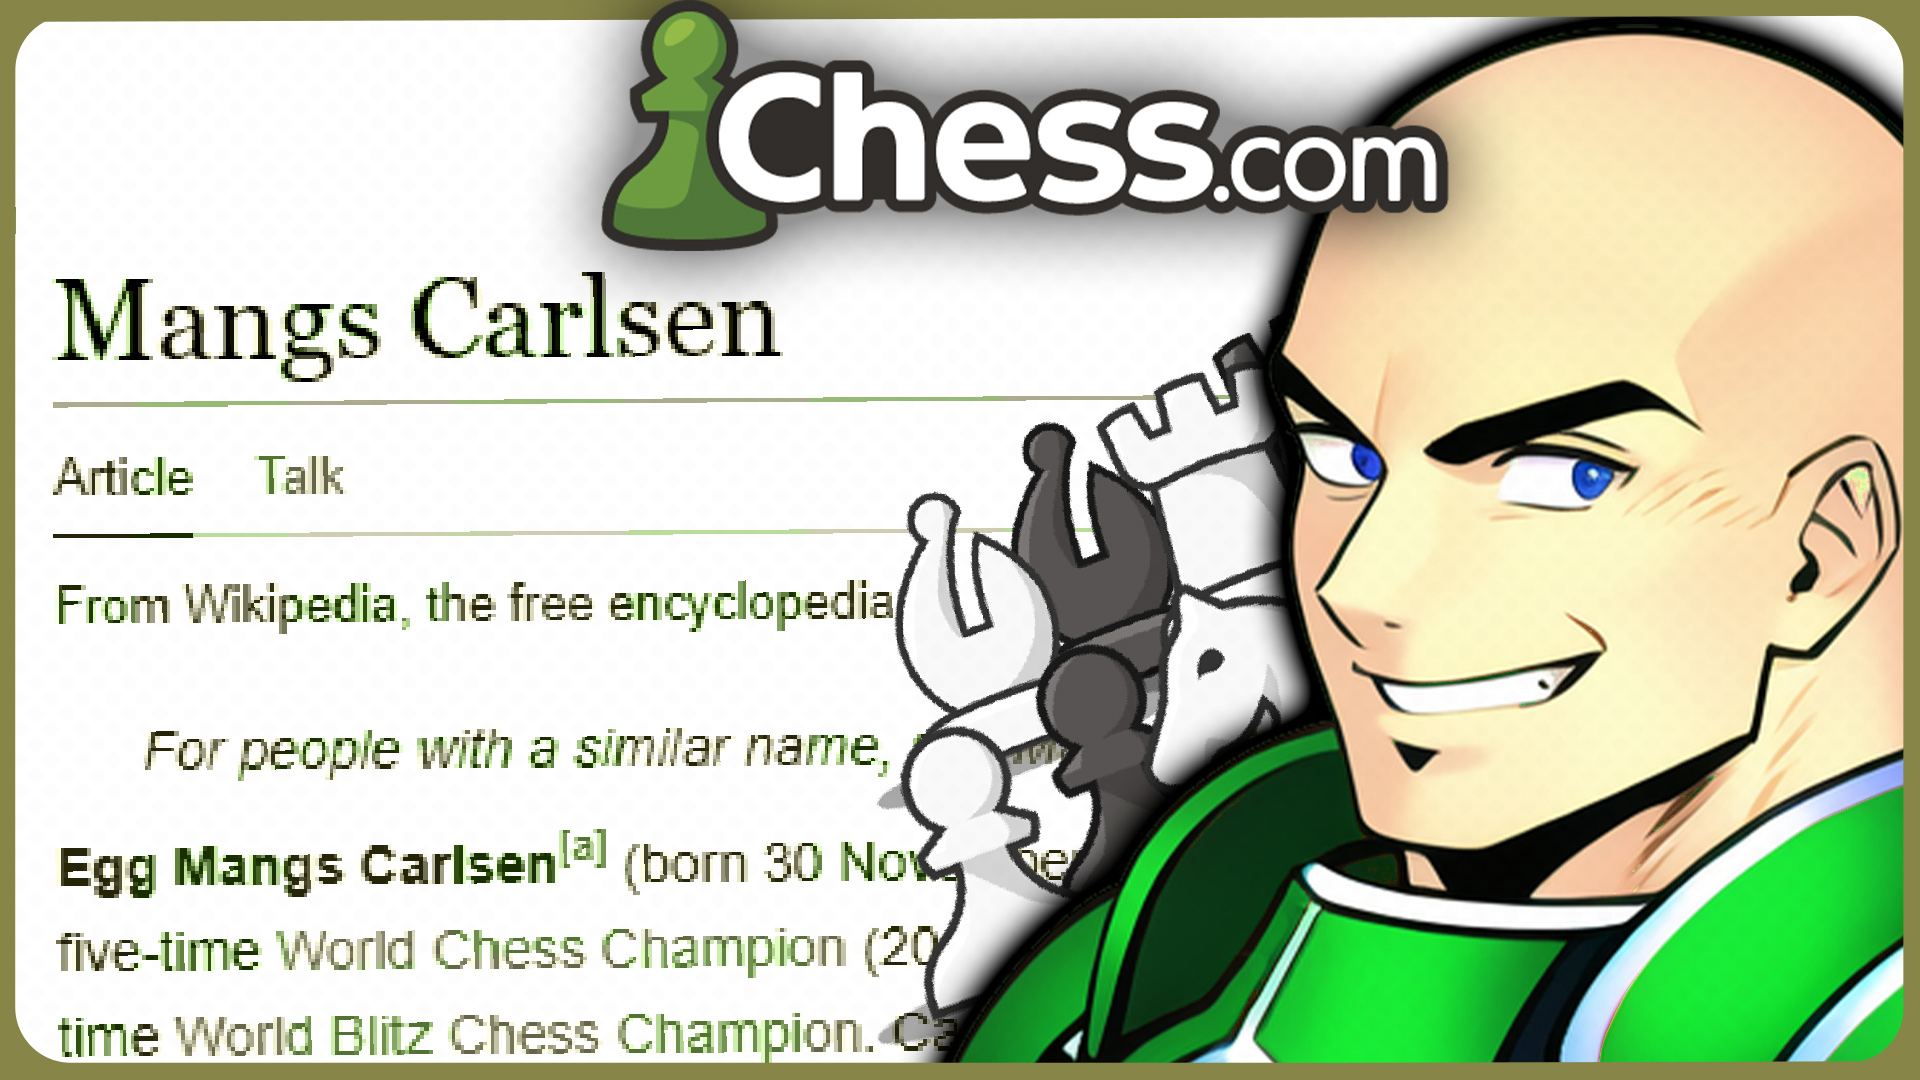 Chess.com
Mangs Carlsen
Article Talk
From Wikipedia, the free encyclopedia
For people with a similar name,
Egg Mangs Carlsen[a] (born 30
five-time World Chess Champion (20
time World Blitz Chess Champion. Ca